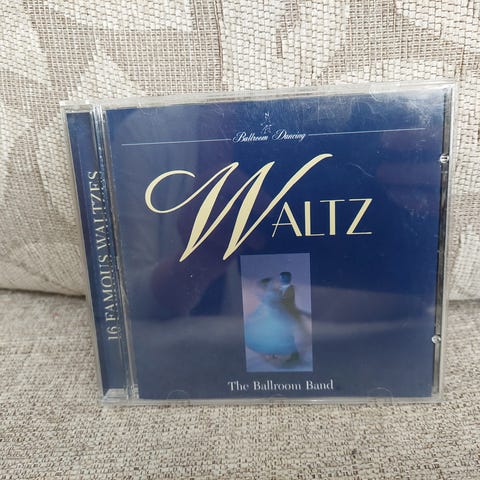 16 FAMOUS WALTZES
Ballroom Dancing
WALTZ
The Ballroom Band